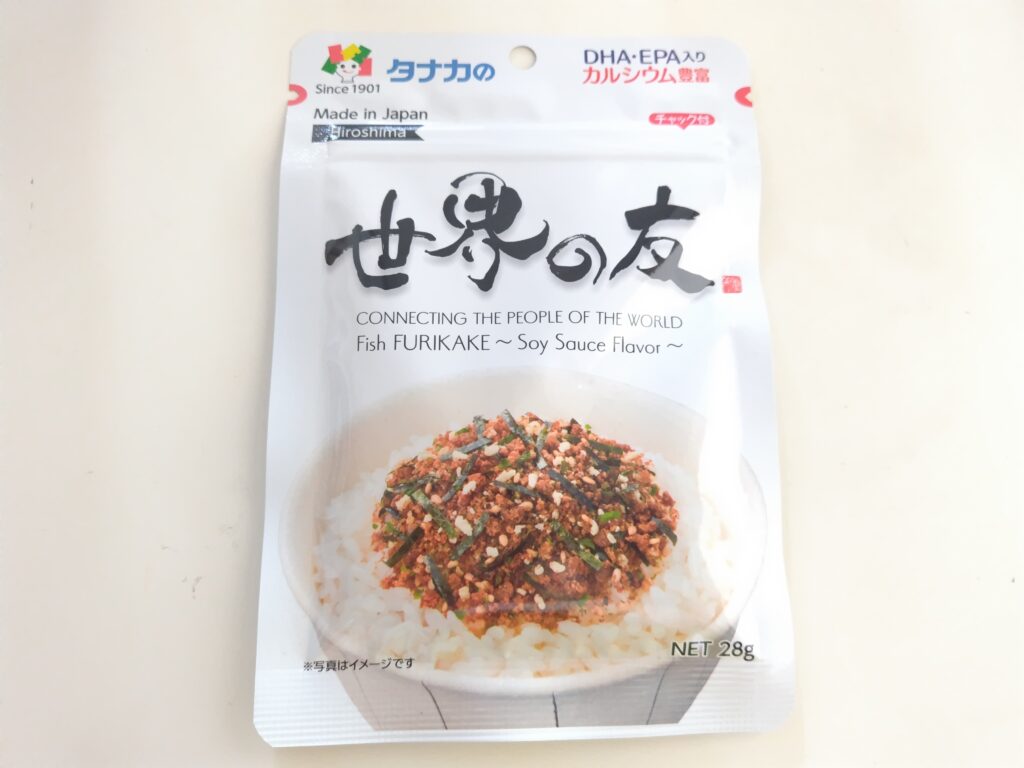 タナカの
Since 1901
DHA・EPA入り
カルシウム豊富
Made in Japan
Hiroshima
チャック付
世界の友
CONNECTING THE PEOPLE OF THE WORLD
Fish FURIKAKE ～ Soy Sauce Flavor ～
NET 28g
※写真はイメージです